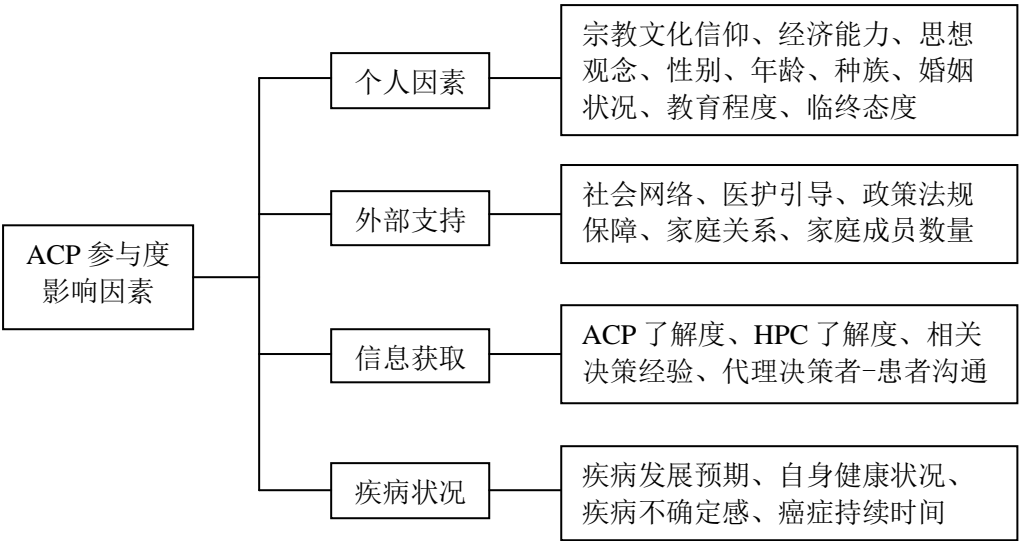 ACP 参与度
影响因素
个人因素
宗教文化信仰、经济能力、思想
观念、性别、年龄、种族、婚姻
状况、教育程度、临终态度
外部支持
社会网络、医护引导、政策法规
保障、家庭关系、家庭成员数量
信息获取
ACP 了解度、HPC 了解度、相关
决策经验、代理决策者-患者沟通
疾病状况
疾病发展预期、自身健康状况、
疾病不确定感、癌症持续时间